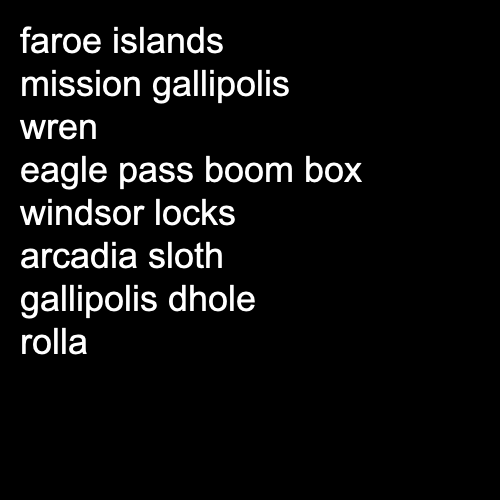 faroe islands
mission gallipolis
wren
eagle pass boom box
windsor locks
arcadia sloth
gallipolis dhole
rolla